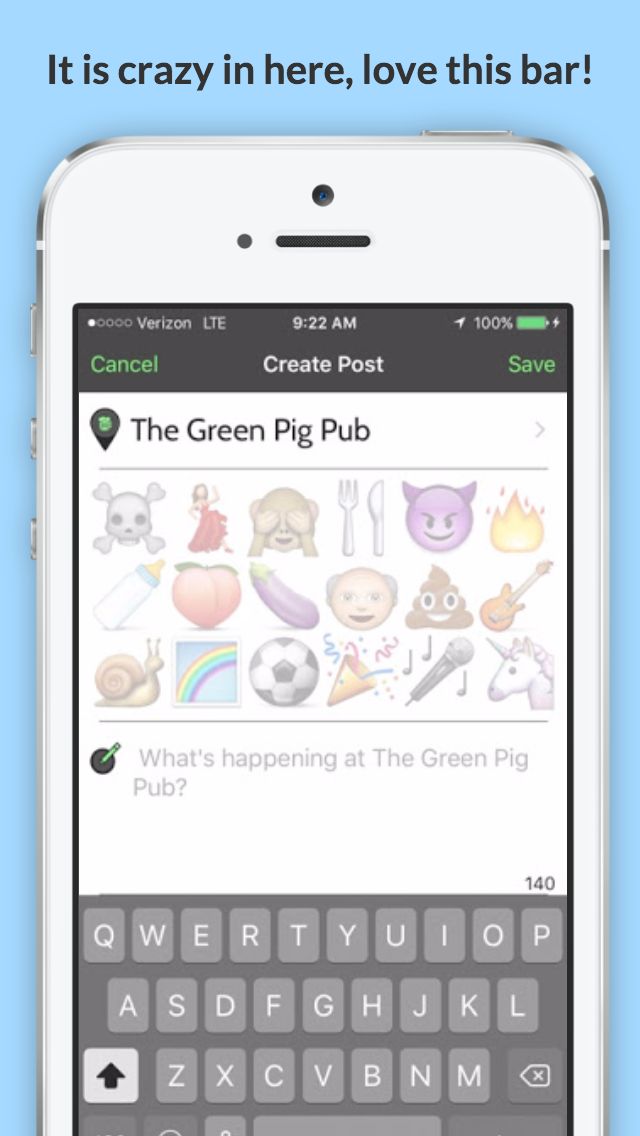 It is crazy in here, love this bar!
Verizon LTE 9:22 AM 100%
Cancel Create Post Save
The Green Pig Pub
What's happening at The Green Pig
Pub?
140
Q W E R T Y U I O P
A S D F G H J K L
Z X C V B N M